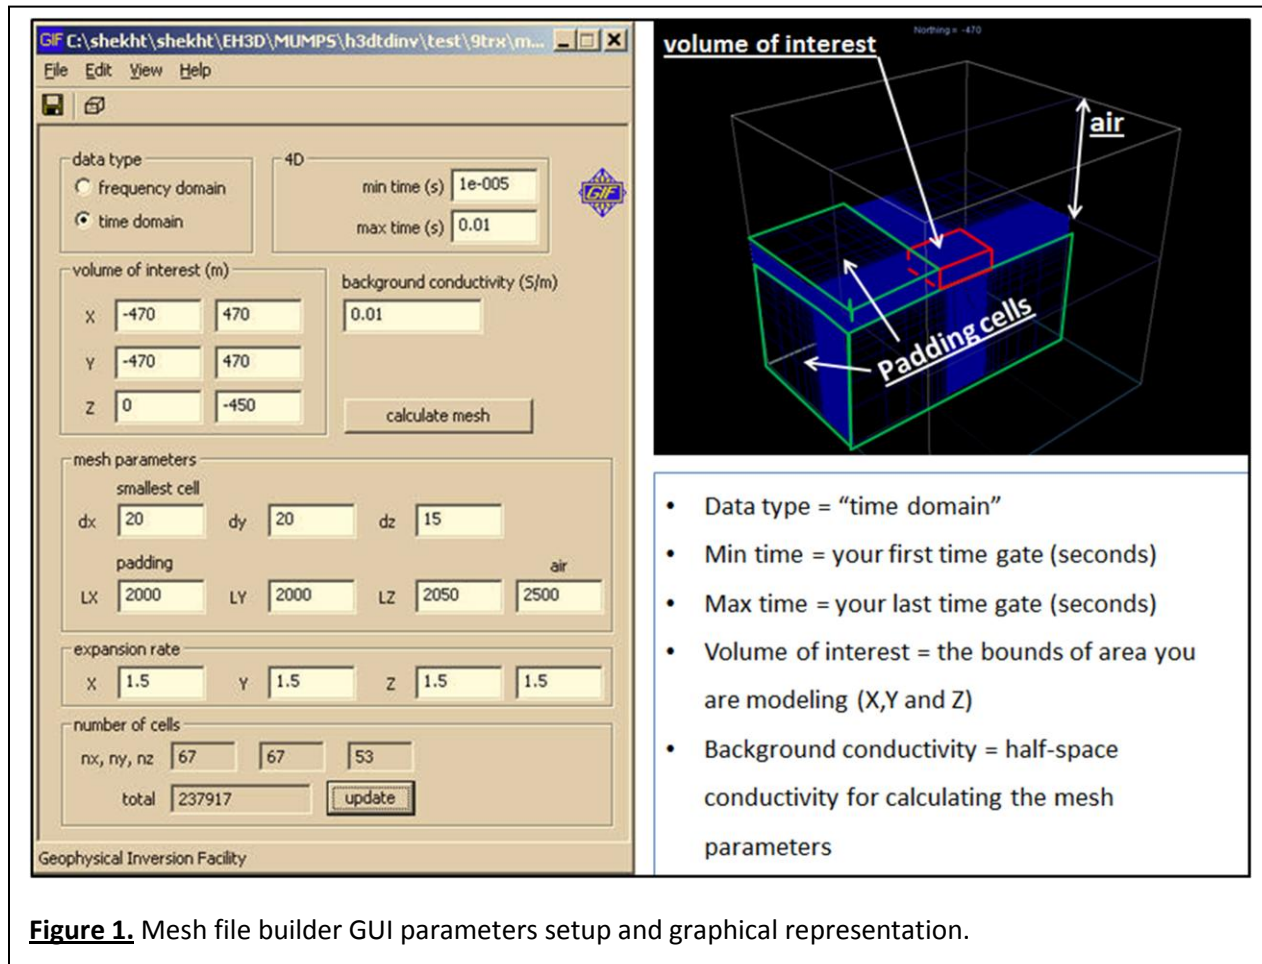 GIF C:\shekht\shekht\EH3D\MUMPS\h3dtdinv\test\9trx\m...
File Edit View Help
data type
frequency domain
time domain
4D
min time (s) 1e-005
max time (s) 0.01
GIF
volume of interest (m)
X -470 470
Y -470 470
Z 0 -450
background conductivity (S/m)
0.01
calculate mesh
mesh parameters
smallest cell
dx 20 dy 20 dz 15
padding air
LX 2000 LY 2000 LZ 2050 2500
expansion rate
X 1.5 Y 1.5 Z 1.5 1.5
number of cells
nx, ny, nz 67 67 53
total 237917 update
Geophysical Inversion Facility
Northing = -470
volume of interest
air
Padding cells
• Data type = “time domain”
• Min time = your first time gate (seconds)
• Max time = your last time gate (seconds)
• Volume of interest = the bounds of area you
are modeling (X,Y and Z)
• Background conductivity = half-space
conductivity for calculating the mesh
parameters
Figure 1. Mesh file builder GUI parameters setup and graphical representation.